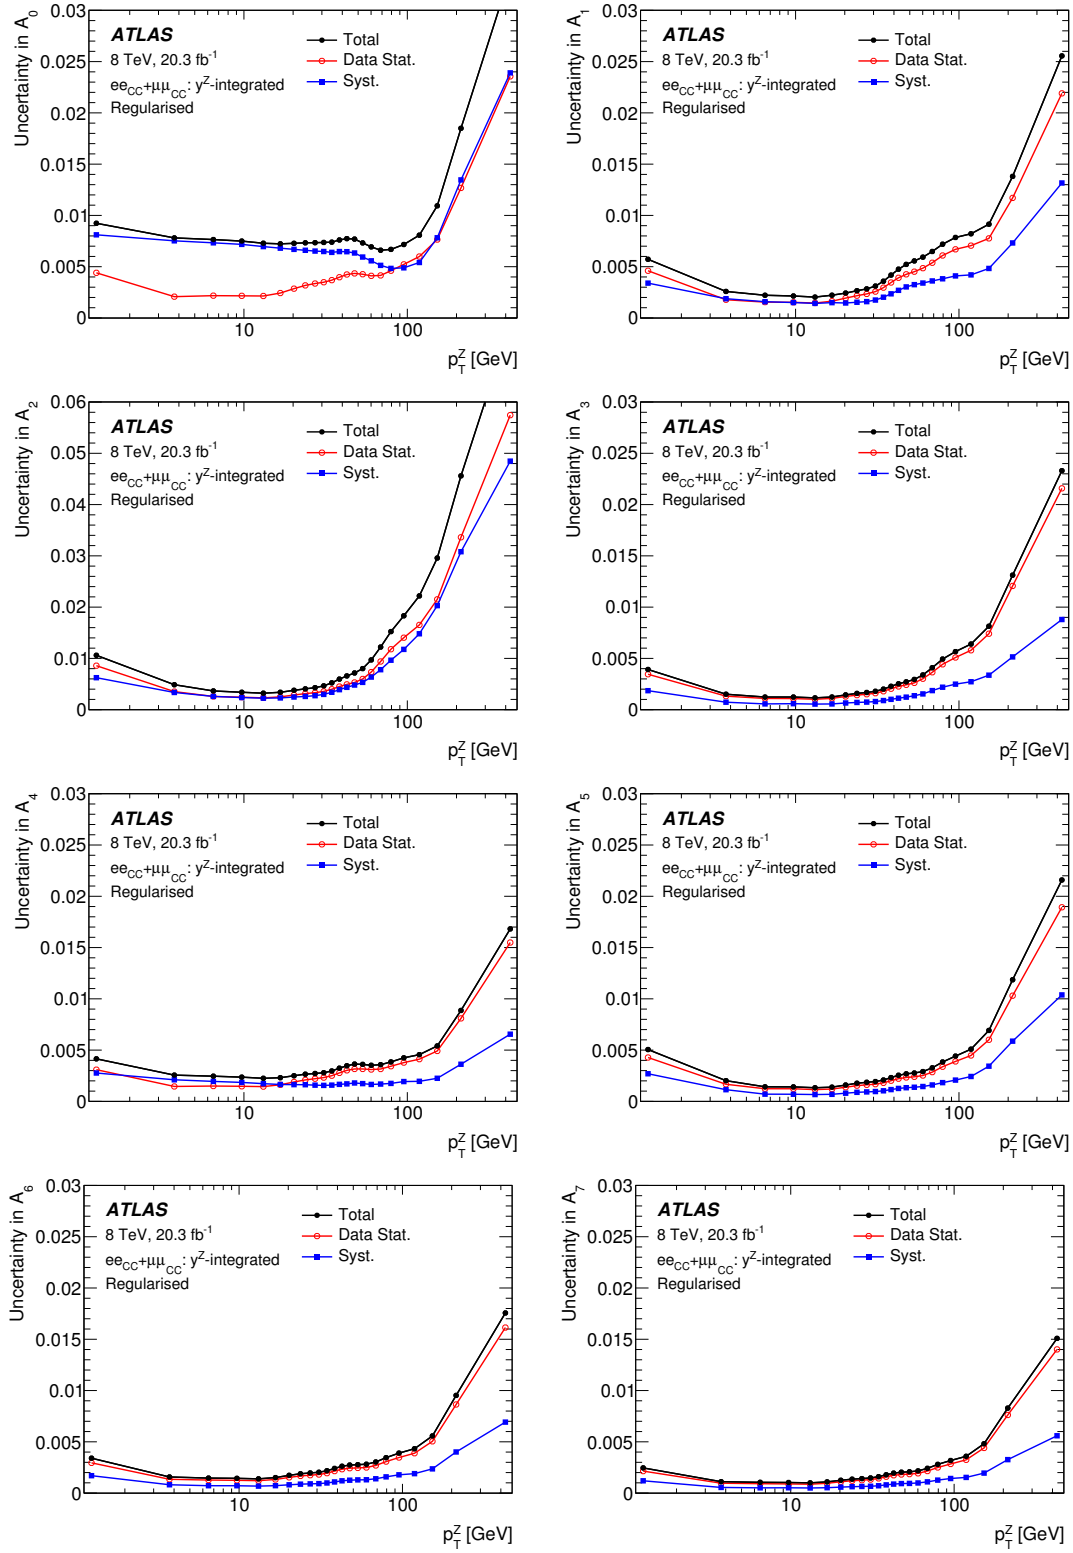 Uncertainty in A0
0.03
0.025
0.02
0.015
0.01
0.005
0
ATLAS
8 TeV, 20.3 fb-1
eeCC+μμCC: yZ-integrated
Regularised
Total
Data Stat.
Syst.
10
100
pTZ [GeV]
Uncertainty in A1
0.03
0.025
0.02
0.015
0.01
0.005
0
ATLAS
8 TeV, 20.3 fb-1
eeCC+μμCC: yZ-integrated
Regularised
Total
Data Stat.
Syst.
10
100
pTZ [GeV]
Uncertainty in A2
0.06
0.05
0.04
0.03
0.02
0.01
0
ATLAS
8 TeV, 20.3 fb-1
eeCC+μμCC: yZ-integrated
Regularised
Total
Data Stat.
Syst.
10
100
pTZ [GeV]
Uncertainty in A3
0.03
0.025
0.02
0.015
0.01
0.005
0
ATLAS
8 TeV, 20.3 fb-1
eeCC+μμCC: yZ-integrated
Regularised
Total
Data Stat.
Syst.
10
100
pTZ [GeV]
Uncertainty in A4
0.03
0.025
0.02
0.015
0.01
0.005
0
ATLAS
8 TeV, 20.3 fb-1
eeCC+μμCC: yZ-integrated
Regularised
Total
Data Stat.
Syst.
10
100
pTZ [GeV]
Uncertainty in A5
0.03
0.025
0.02
0.015
0.01
0.005
0
ATLAS
8 TeV, 20.3 fb-1
eeCC+μμCC: yZ-integrated
Regularised
Total
Data Stat.
Syst.
10
100
pTZ [GeV]
Uncertainty in A6
0.03
0.025
0.02
0.015
0.01
0.005
0
ATLAS
8 TeV, 20.3 fb-1
eeCC+μμCC: yZ-integrated
Regularised
Total
Data Stat.
Syst.
10
100
pTZ [GeV]
Uncertainty in A7
0.03
0.025
0.02
0.015
0.01
0.005
0
ATLAS
8 TeV, 20.3 fb-1
eeCC+μμCC: yZ-integrated
Regularised
Total
Data Stat.
Syst.
10
100
pTZ [GeV]